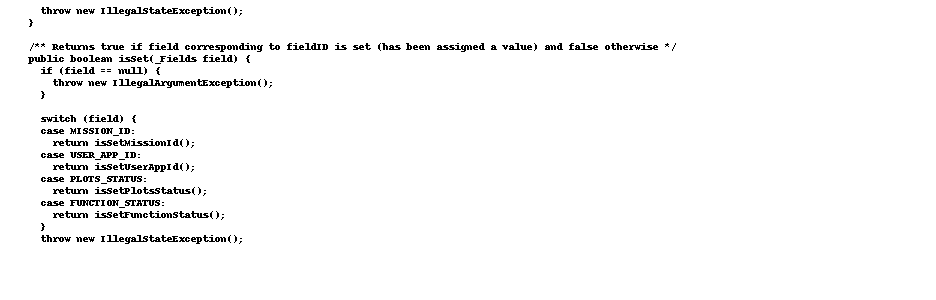 throw new IllegalStateException();
}
/** Returns true if field corresponding to fieldID is set (has been assigned a value) and false otherwise */
public boolean isSet(_Fields field) {
if (field == null) {
throw new IllegalArgumentException();
}
switch (field) {
case MISSION_ID:
return isSetMissionId();
case USER_APP_ID:
return isSetUserAppId();
case PLOTS_STATUS:
return isSetPlotsStatus();
case FUNCTION_STATUS:
return isSetFunctionStatus();
}
throw new IllegalStateException();